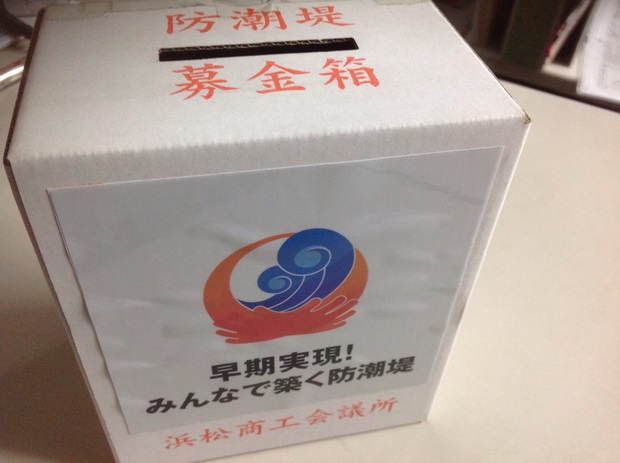 防潮堤
募金箱
早期実現!
みんなで築く防潮堤
浜松商工会議所